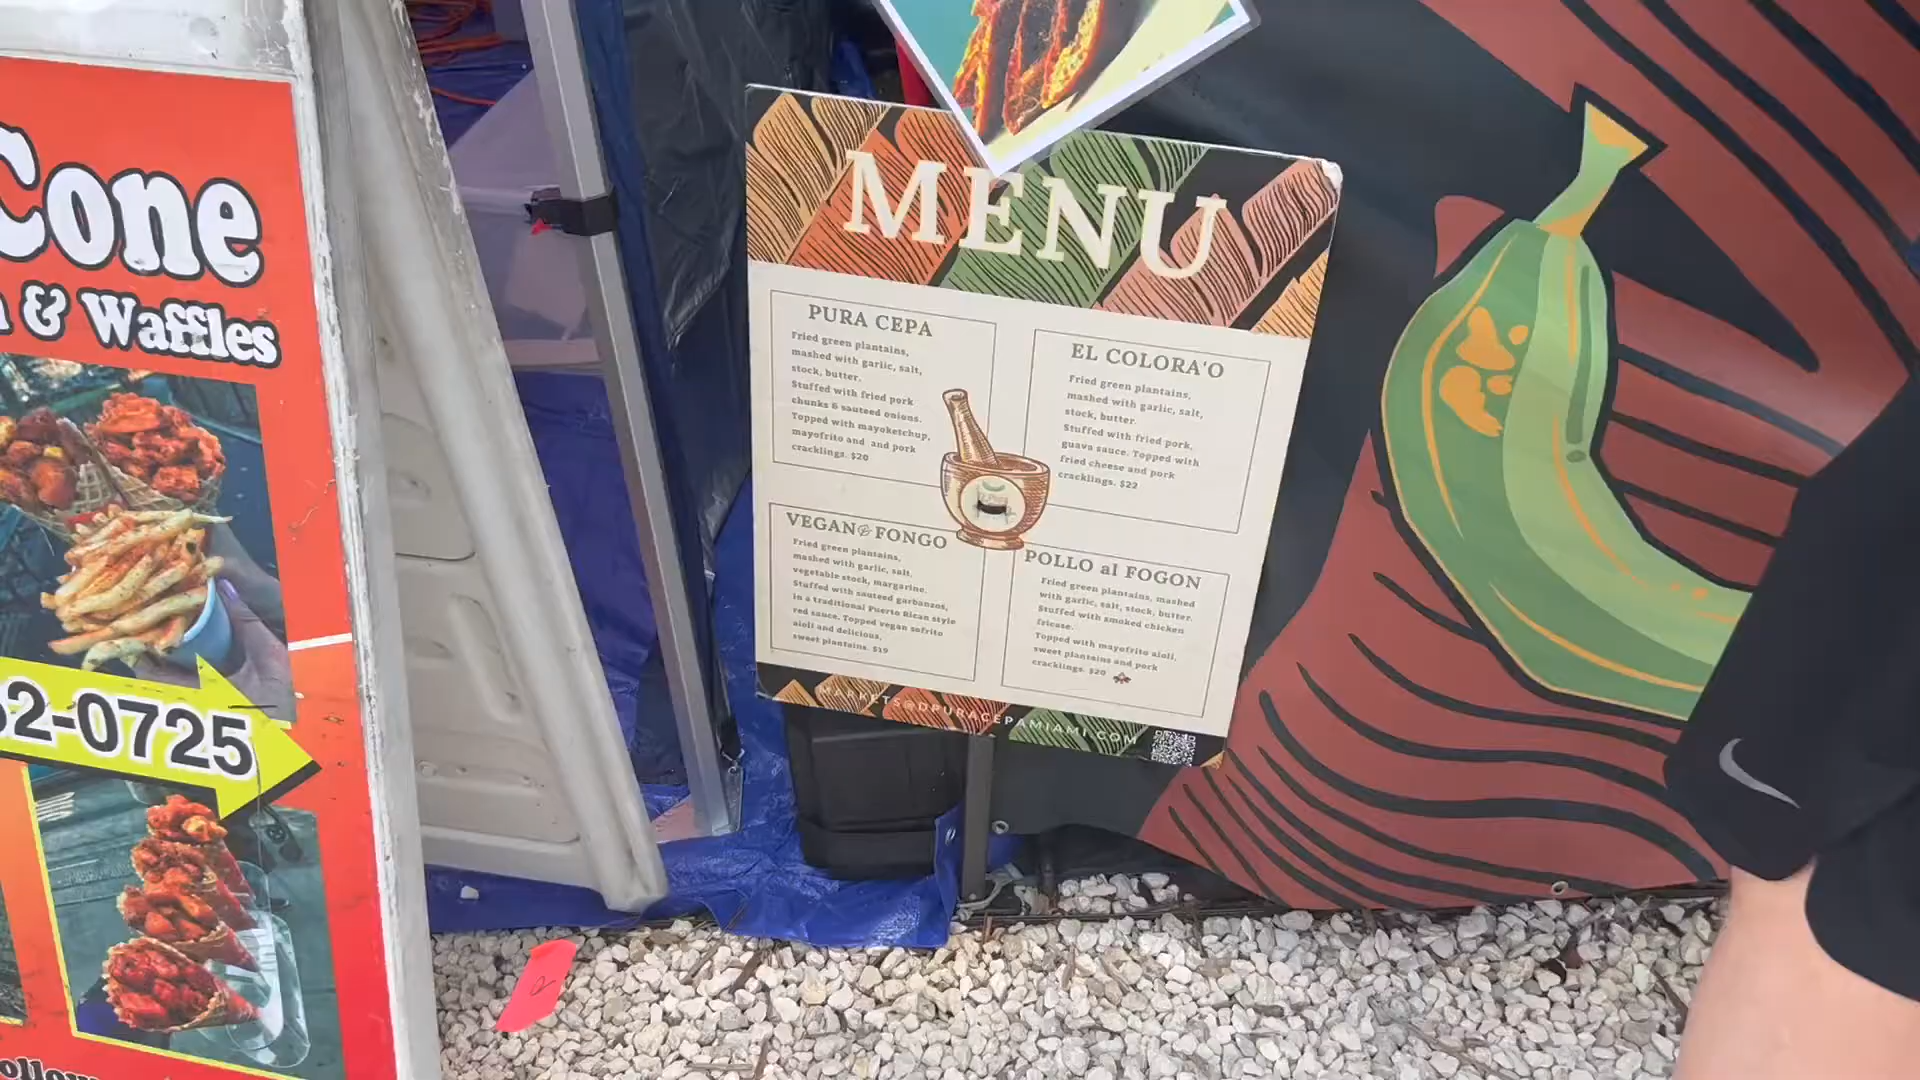 Cone
& Waffles
2-0725
MENU
PURA CEPA
Fried green plantains,
mashed with garlic, salt,
stock, butter.
Stuffed with fried pork
chunks & sauteed onions.
Topped with mayoketchup,
mayofrito and and pork
cracklings. $20
EL COLORA'O
Fried green plantains,
mashed with garlic, salt,
stock, butter.
Stuffed with fried pork,
guava sauce. Topped with
fried cheese and pork
cracklings. $22
VEGAN FONGO
Fried green plantains,
mashed with garlic, salt,
vegetable stock, margarine.
Stuffed with sauteed garbanzos,
in a traditional Puerto Rican style
red sauce. Topped vegan sofrito
aioli and delicious,
sweet plantains. $19
POLLO al FOGON
Fried green plantains, mashed
with garlic, salt, stock, butter.
Stuffed with smoked chicken
fricase.
Topped with mayofrito aioli,
sweet plantains and pork
cracklings. $20
MARKETS@DPURACEPAMIAMI.COM